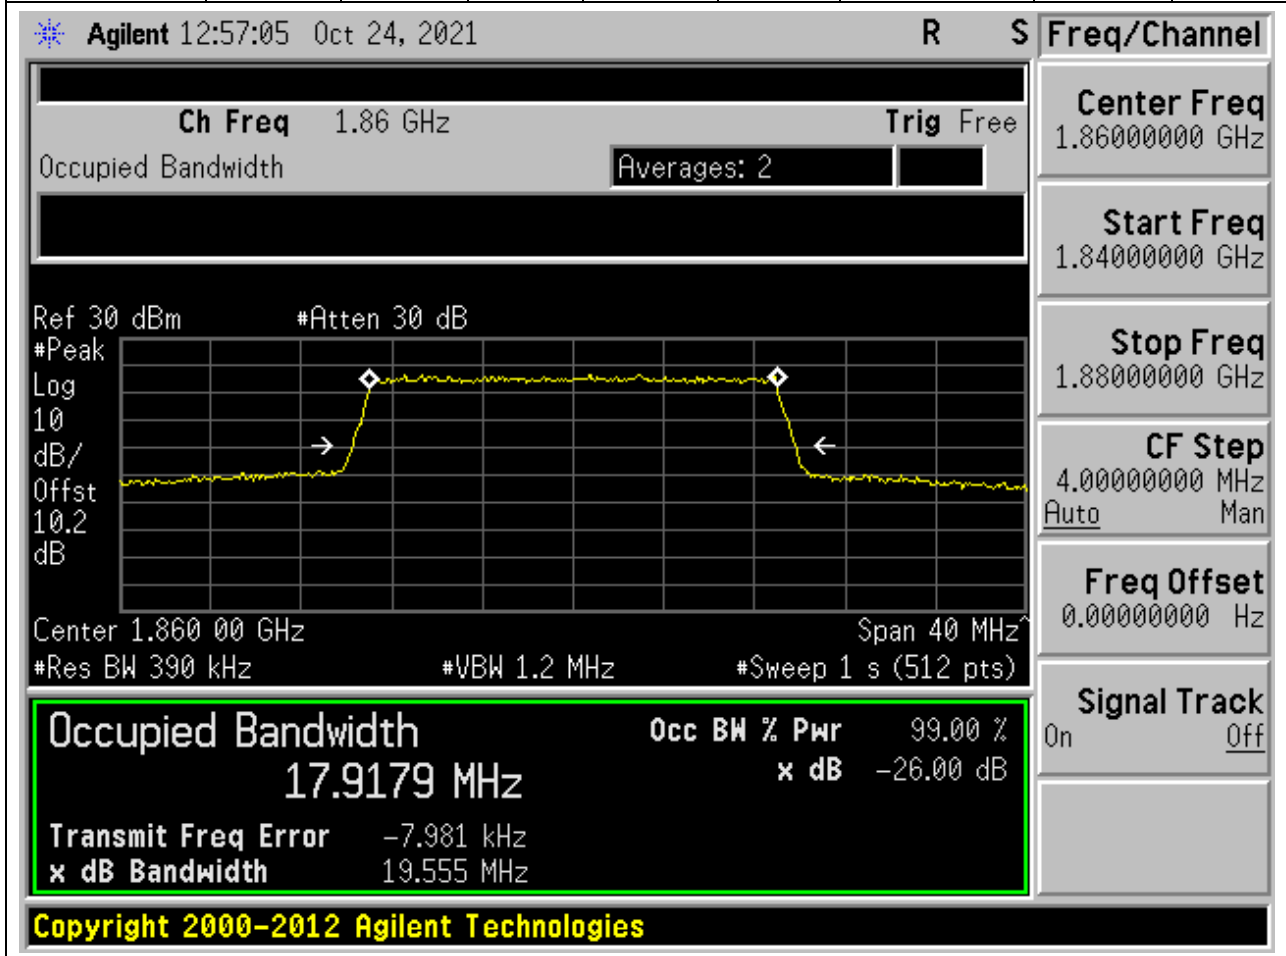 Agilent 12:57:05 Oct 24, 2021 R S
Ch Freq 1.86 GHz Trig Free
Occupied Bandwidth Averages: 2
Ref 30 dBm #Atten 30 dB
#Peak
Log
10
dB/
Offst
10.2
dB
Center 1.860 00 GHz Span 40 MHz^
#Res BW 390 kHz #VBW 1.2 MHz #Sweep 1 s (512 pts)
Occupied Bandwidth Occ BW % Pwr 99.00 %
17.9179 MHz x dB -26.00 dB
Transmit Freq Error -7.981 kHz
x dB Bandwidth 19.555 MHz
Copyright 2000-2012 Agilent Technologies
Freq/Channel
Center Freq
1.86000000 GHz
Start Freq
1.84000000 GHz
Stop Freq
1.88000000 GHz
CF Step
4.00000000 MHz
Auto Man
Freq Offset
0.00000000 Hz
Signal Track
On Off